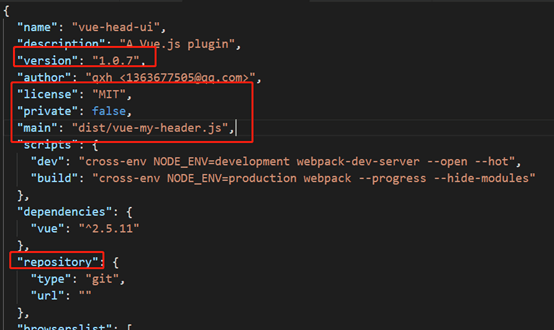 {
"name": "vue-head-ui",
"description": "A Vue.js plugin",
"version": "1.0.7",
"author": "qxh <1363677505@qq.com>",
"license": "MIT",
"private": false,
"main": "dist/vue-my-header.js",
"scripts": {
"dev": "cross-env NODE_ENV=development webpack-dev-server --open --hot",
"build": "cross-env NODE_ENV=production webpack --progress --hide-modules"
},
"dependencies": {
"vue": "^2.5.11"
},
"repository": {
"type": "git",
"url": ""
},
"browserslist": [